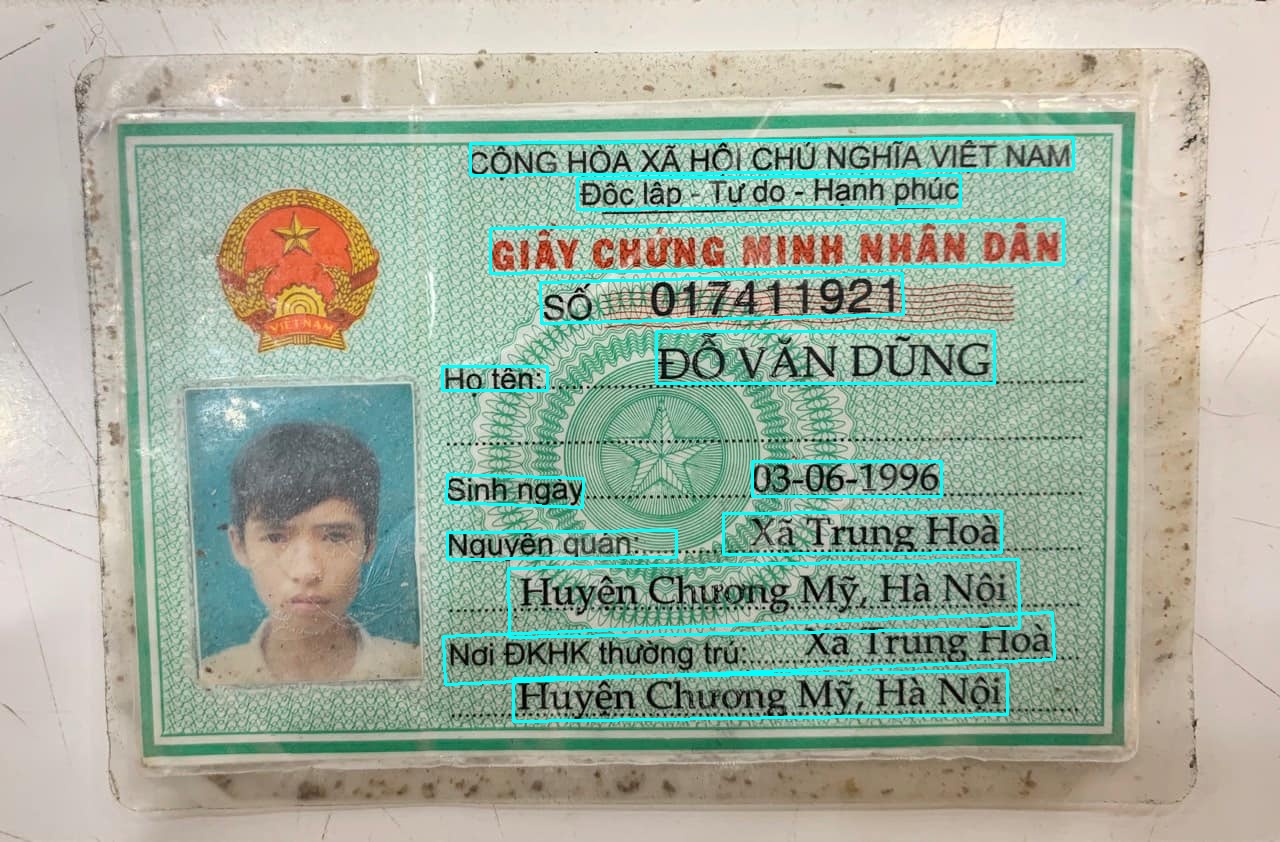 CỘNG HÒA XÃ HỘI CHỦ NGHĨA VIỆT NAM
Độc lập - Tự do - Hạnh phúc
GIẤY CHỨNG MINH NHÂN DÂN
SỐ 017411921
VIỆT NAM
Họ tên: ĐỖ VĂN DŨNG
Sinh ngày 03-06-1996
Nguyên quán: Xã Trung Hoà
Huyện Chương Mỹ, Hà Nội
Nơi ĐKHK thường trú: Xã Trung Hoà
Huyện Chương Mỹ, Hà Nội